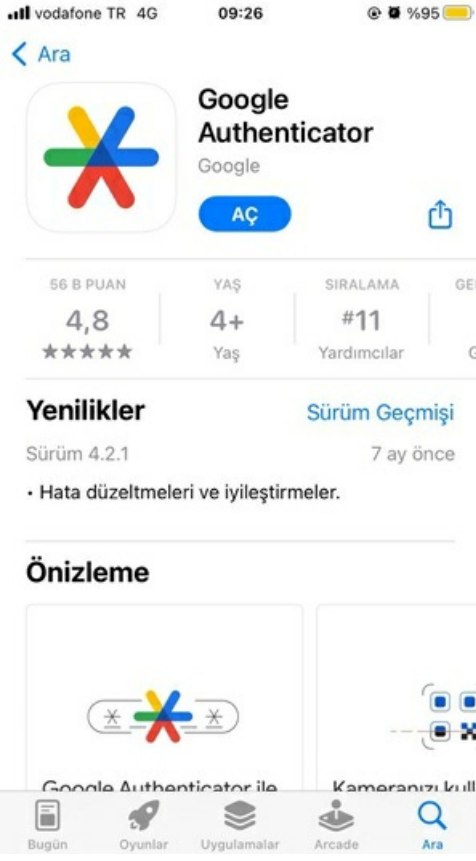 vodafone TR 4G 09:26 %95
Ara
Google
Authenticator
Google
AÇ
56 B PUAN YAŞ SIRALAMA
4,8 4+ #11
Yaş Yardımcılar
Yenilikler Sürüm Geçmişi
Sürüm 4.2.1 7 ay önce
• Hata düzeltmeleri ve iyileştirmeler.
Önizleme
Google Authenticator ile Kameranızı
Bugün Oyunlar Uygulamalar Arcade Ara